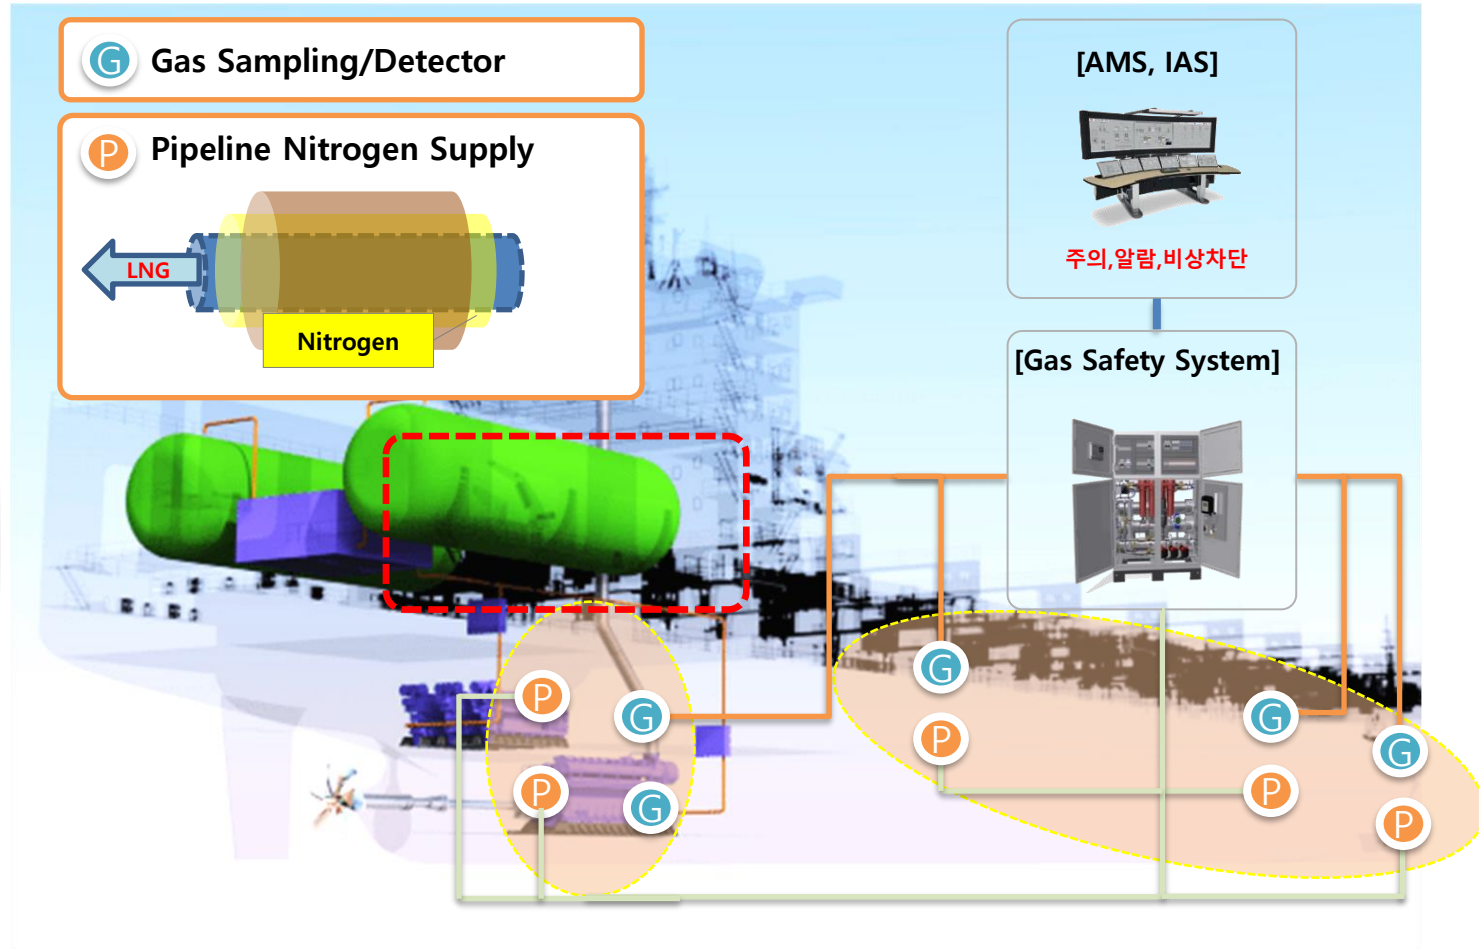 G Gas Sampling/Detector
P Pipeline Nitrogen Supply
LNG
Nitrogen
[AMS, IAS]
주의,알람,비상차단
[Gas Safety System]
G
P
G
G
P
G
P
P
G
P